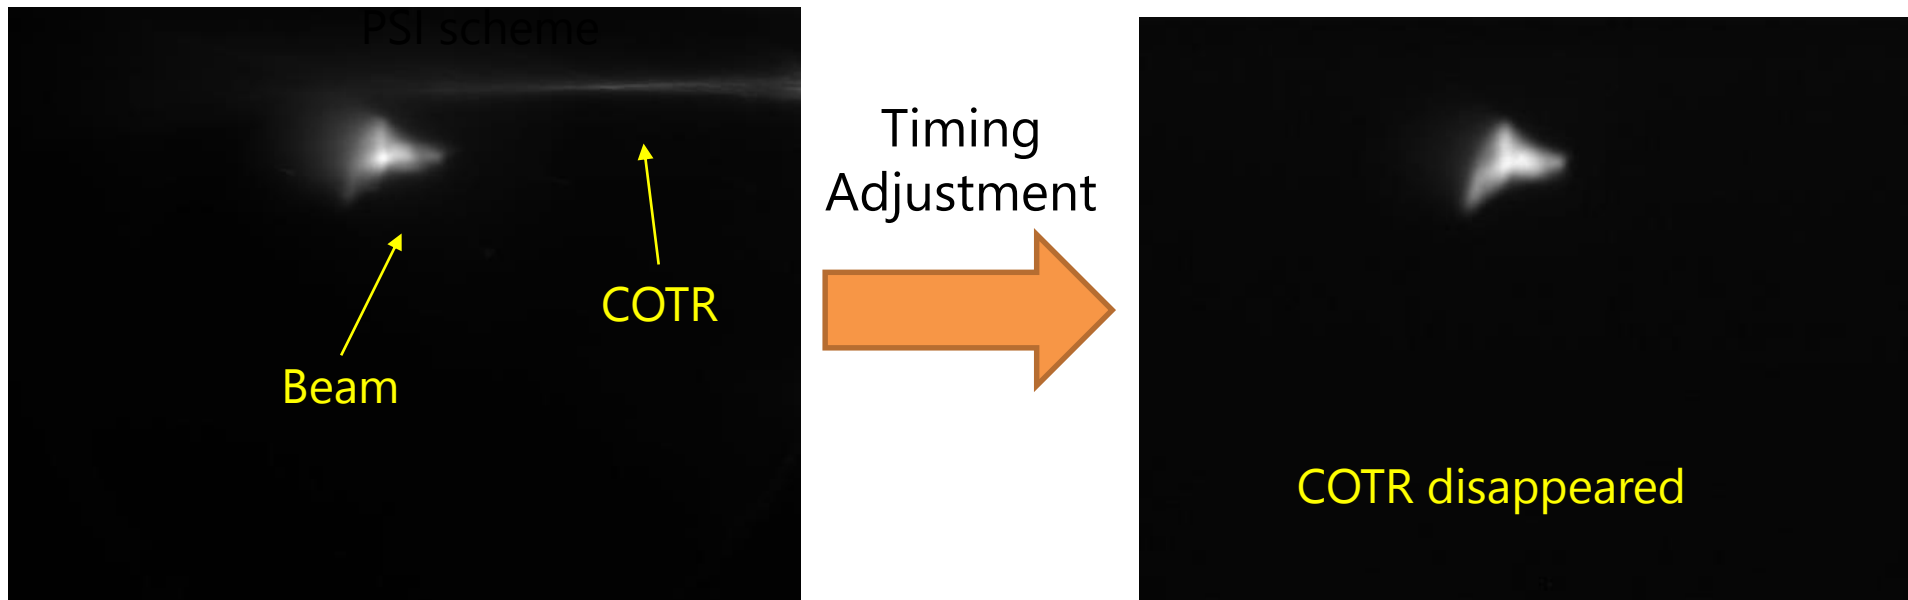 PSI scheme
Timing
Adjustment
COTR
Beam
COTR disappeared